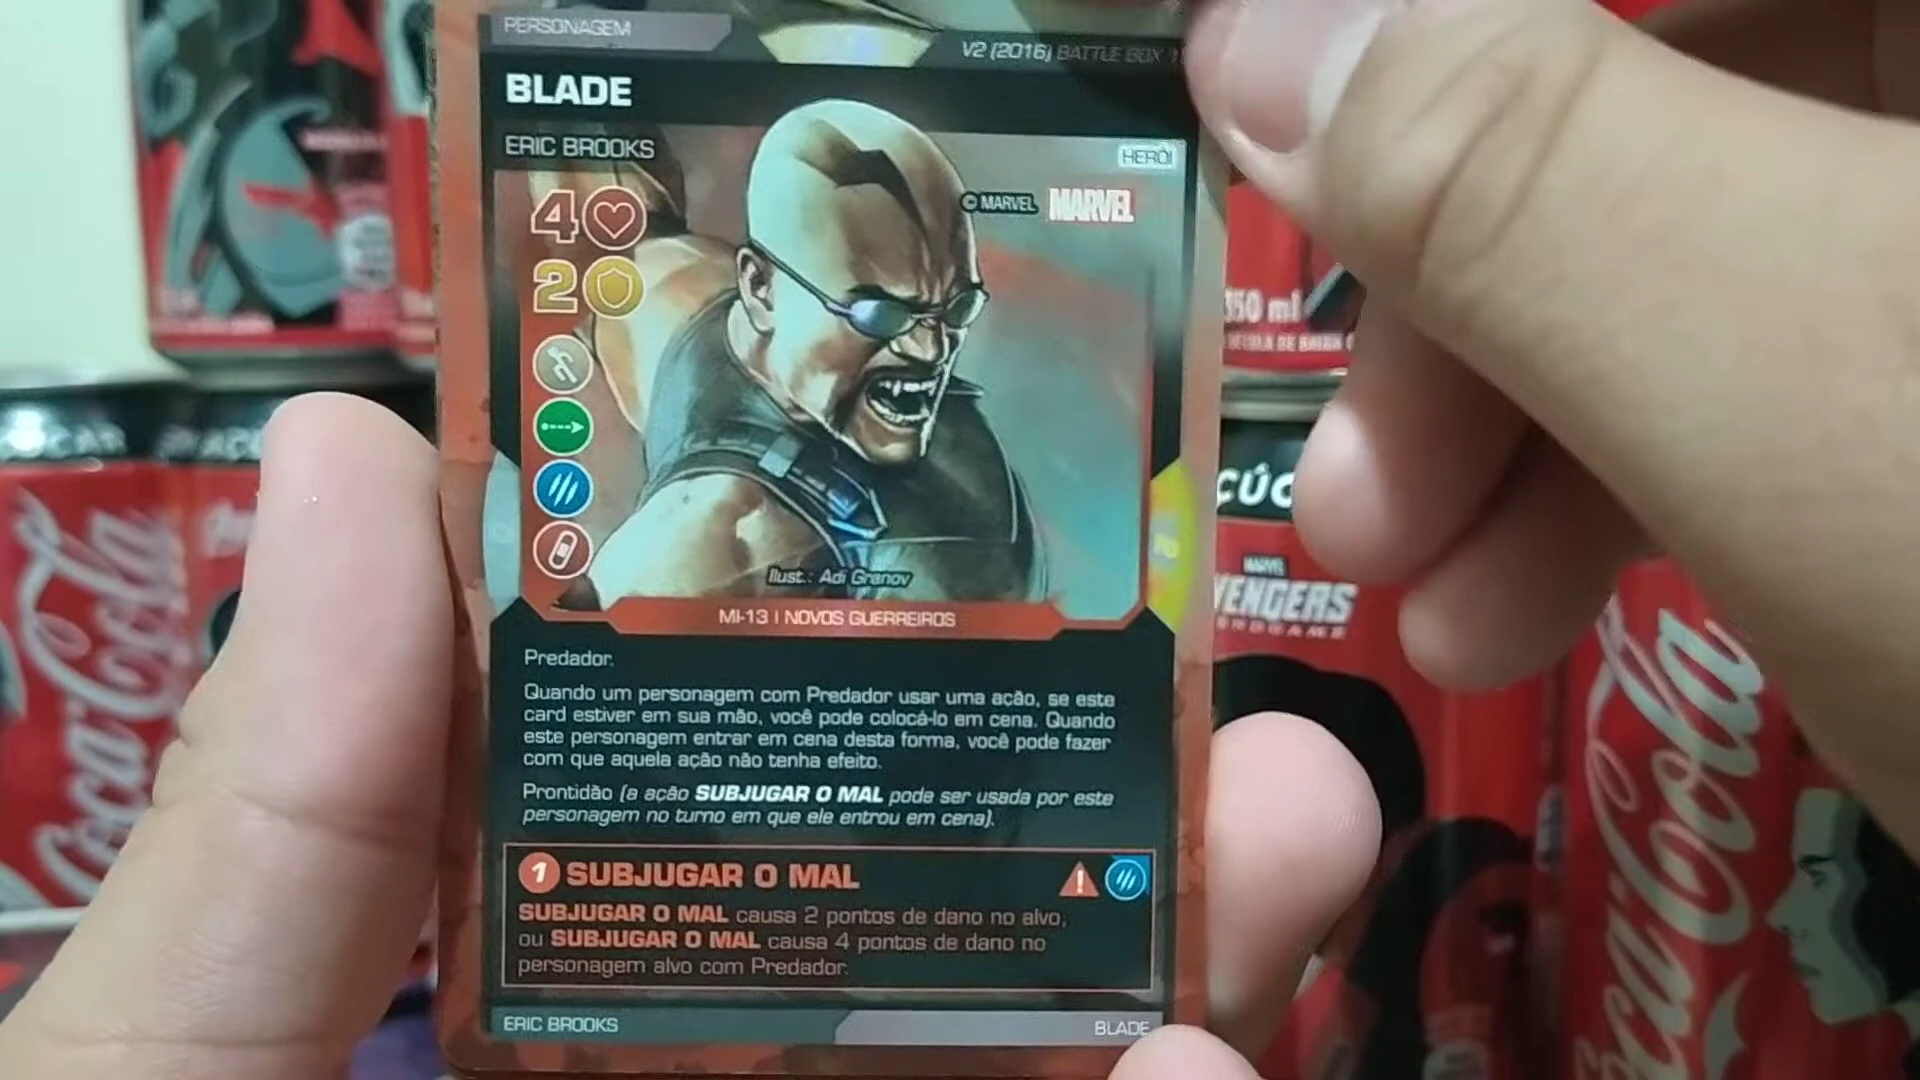 PERSONAGEM
V2 (2016) BATTLE BOX
BLADE
ERIC BROOKS
HERÓI
4
© MARVEL MARVEL
2
Ilust.: Adi Granov
MI-13 | NOVOS GUERREIROS
Predador.
Quando um personagem com Predador usar uma ação, se este
card estiver em sua mão, você pode colocá-lo em cena. Quando
este personagem entrar em cena desta forma, você pode fazer
com que aquela ação não tenha efeito.
Prontidão (a ação SUBJUGAR O MAL pode ser usada por este
personagem no turno em que ele entrou em cena).
1 SUBJUGAR O MAL
SUBJUGAR O MAL causa 2 pontos de dano no alvo,
ou SUBJUGAR O MAL causa 4 pontos de dano no
personagem alvo com Predador.
ERIC BROOKS
BLADE
350 ml
MARVEL
VENGERS
ENDGAME
Coca-Cola
Coca-Cola